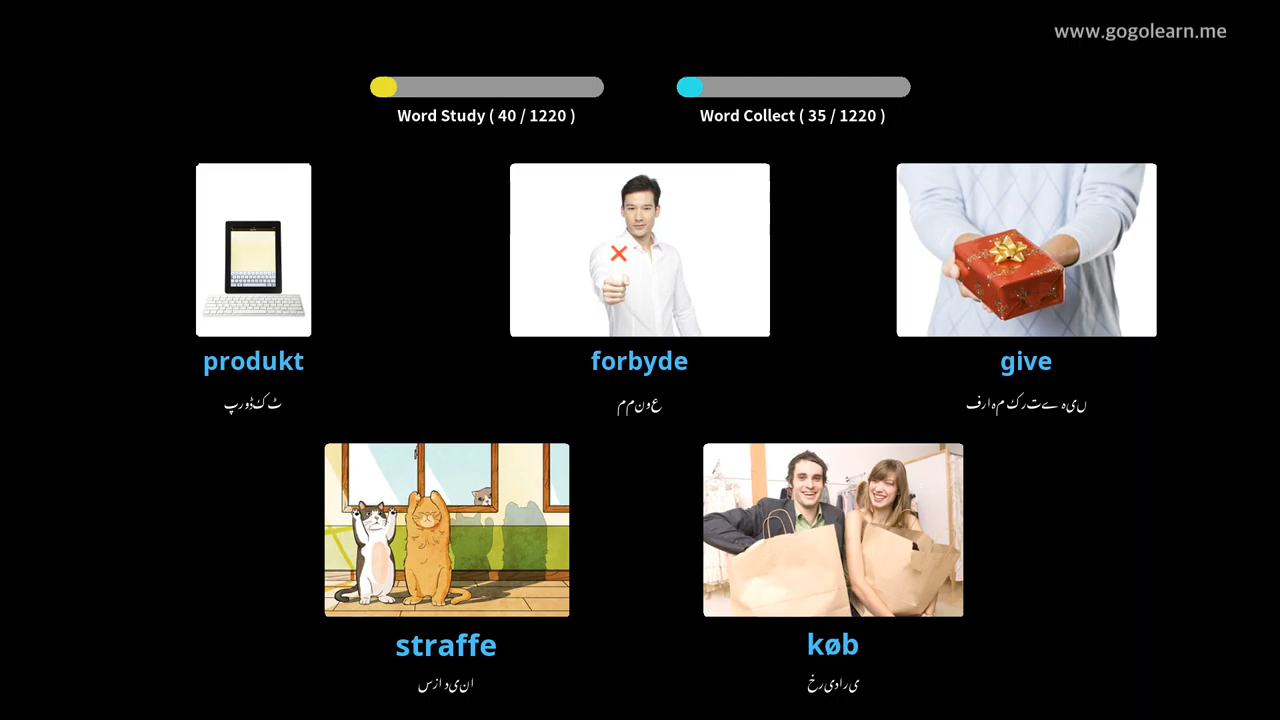 www.gogolearn.me
Word Study ( 40 / 1220 )
Word Collect ( 35 / 1220 )
produkt
پروڈکٹ
forbyde
ممنوع
give
فراہم کرتے ہیں
straffe
سزا دینا
køb
خریداری